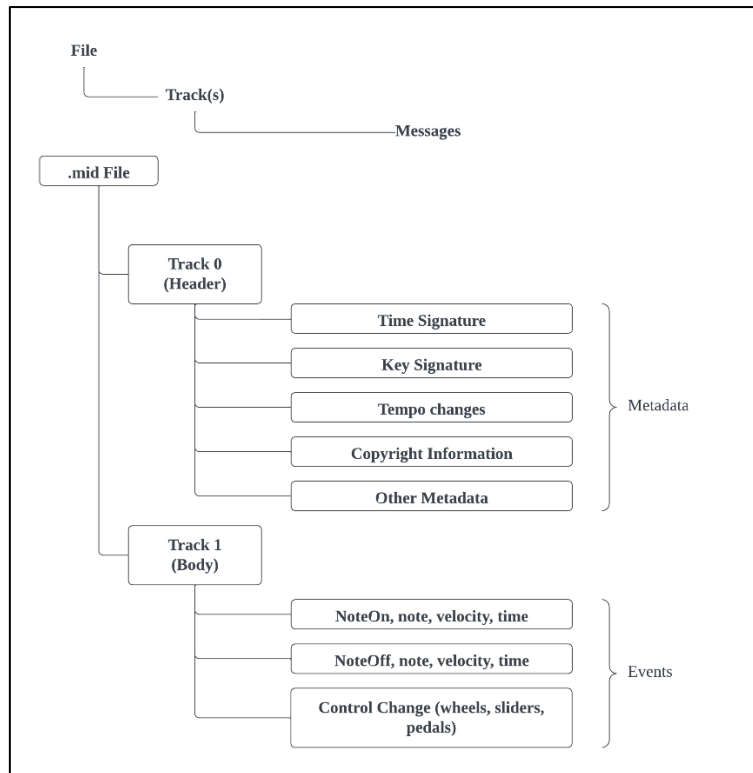 File
Track(s)
Messages
.mid File
Track 0
(Header)
Time Signature
Key Signature
Tempo changes
Metadata
Copyright Information
Other Metadata
Track 1
(Body)
NoteOn, note, velocity, time
NoteOff, note, velocity, time
Events
Control Change (wheels, sliders,
pedals)